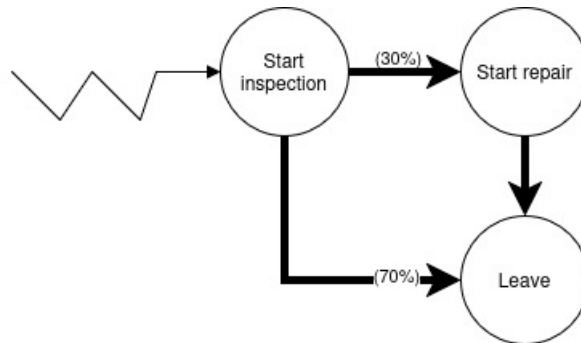 Start
inspection
(30%)
Start repair
(70%)
Leave